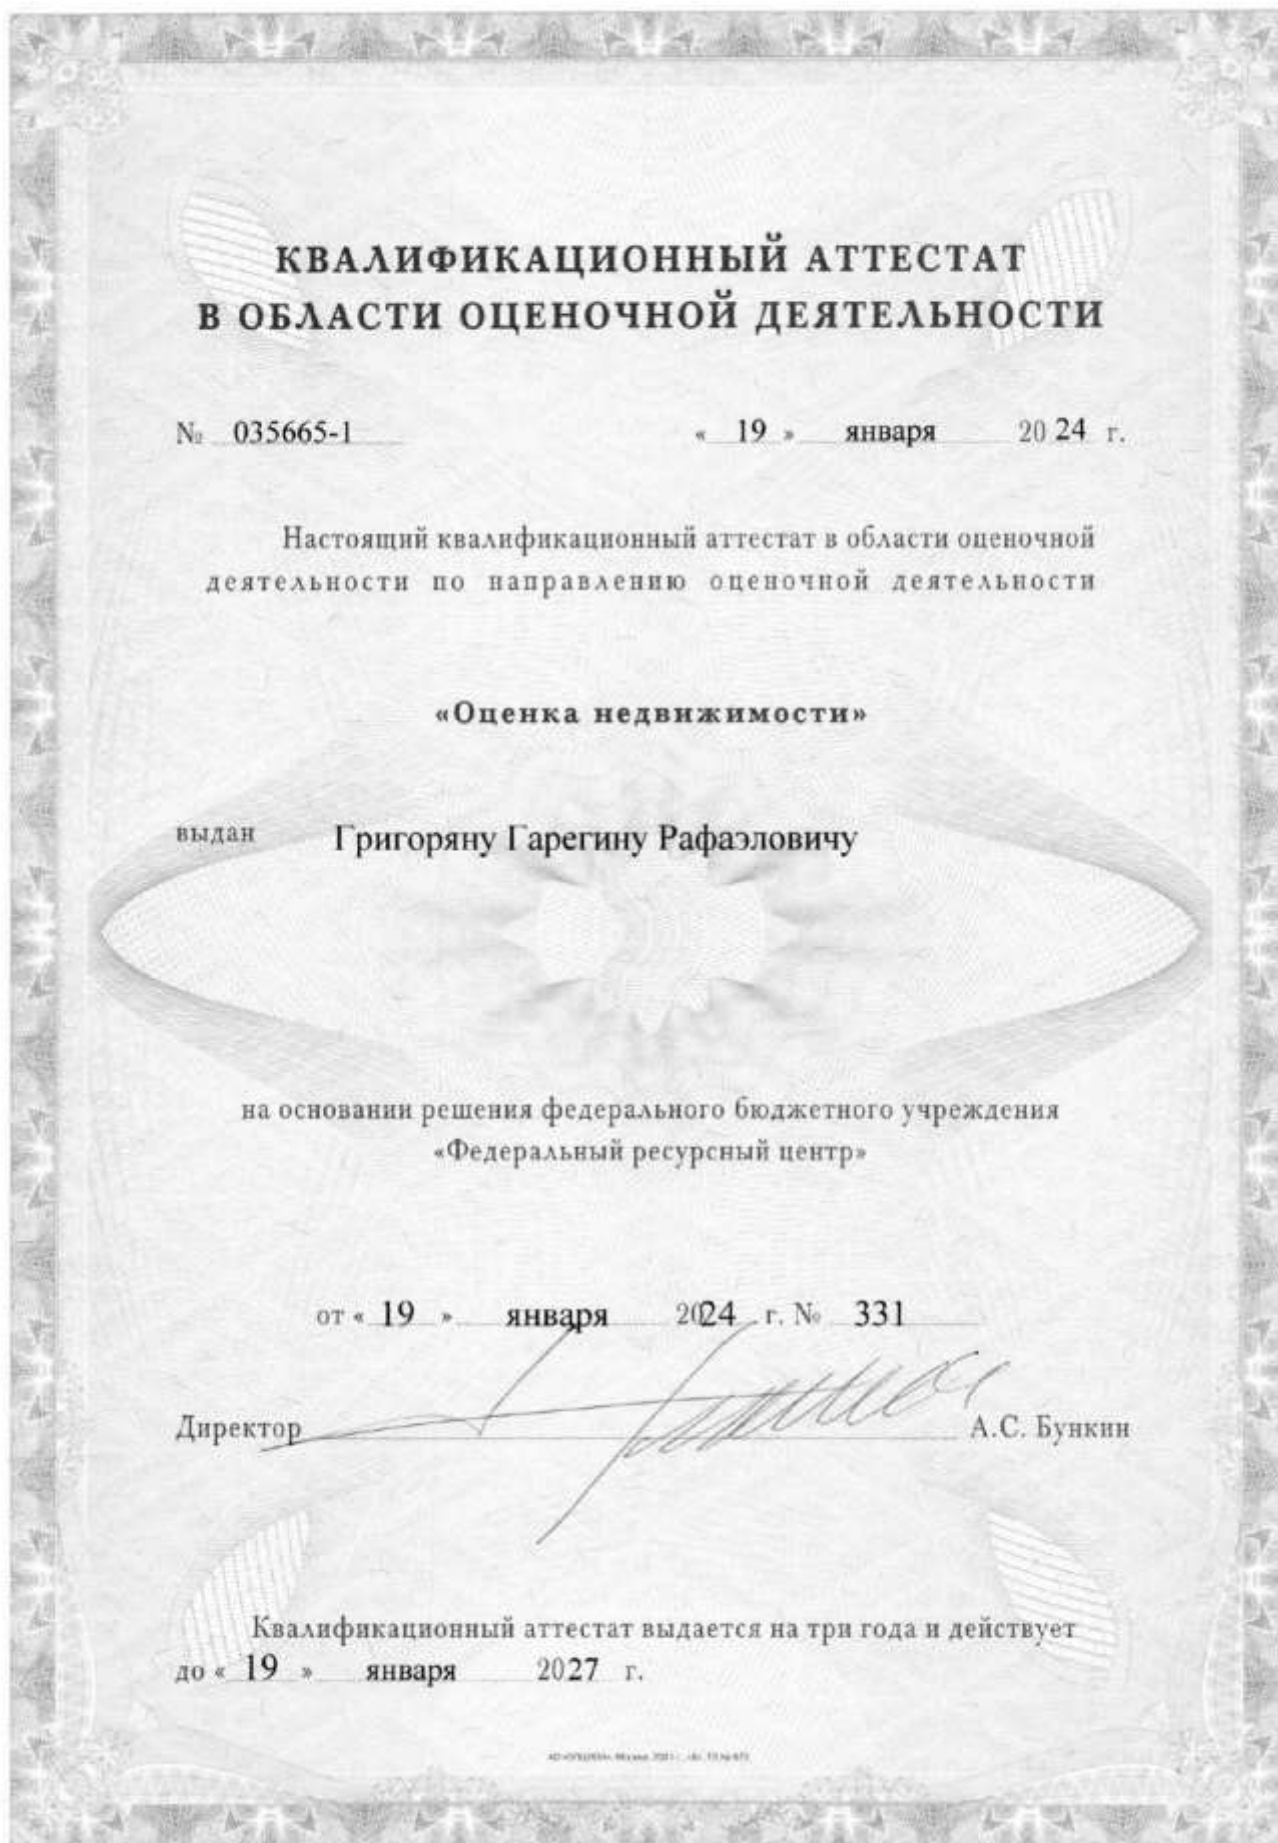 КВАЛИФИКАЦИОННЫЙ АТТЕСТАТ
В ОБЛАСТИ ОЦЕНОЧНОЙ ДЕЯТЕЛЬНОСТИ
№ 035665-1 « 19 » января 2024 г.
Настоящий квалификационный аттестат в области оценочной
деятельности по направлению оценочной деятельности
«Оценка недвижимости»
выдан Григоряну Гарегину Рафаэловичу
на основании решения федерального бюджетного учреждения
«Федеральный ресурсный центр»
от « 19 » января 2024 г. № 331
Директор А.С. Бункин
Квалификационный аттестат выдается на три года и действует
до « 19 » января 2027 г.